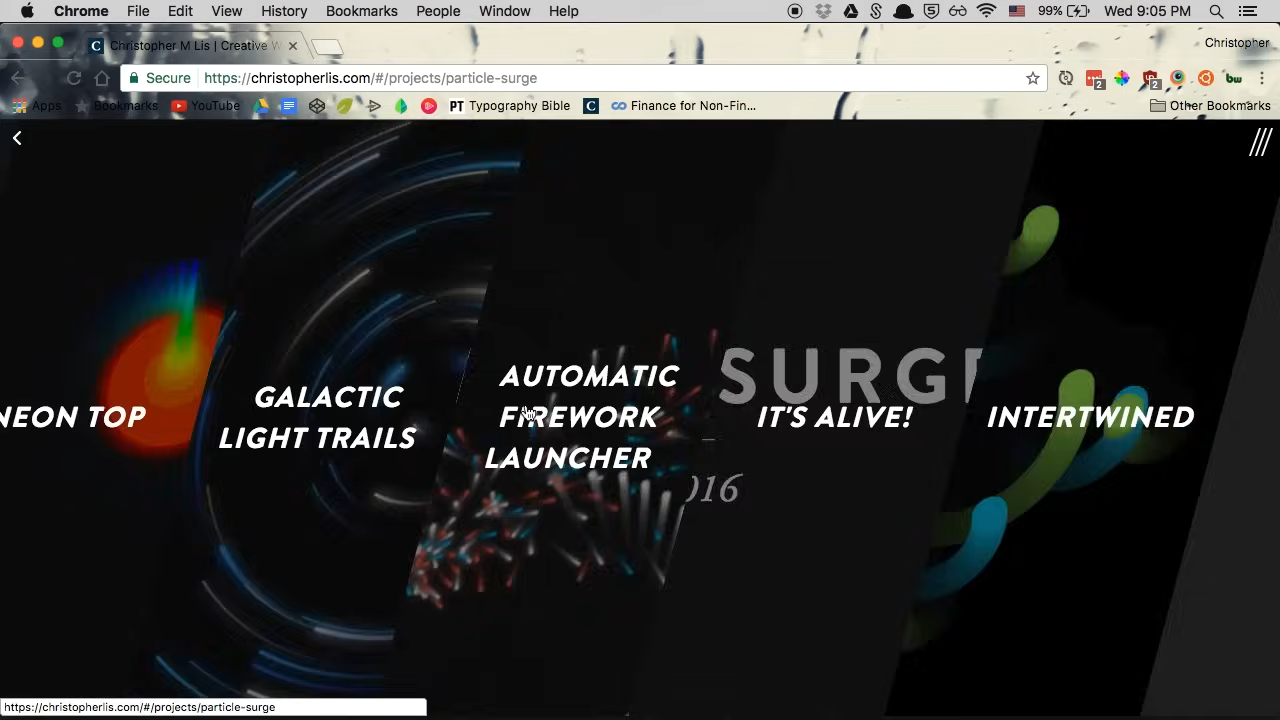 Chrome File Edit View History Bookmarks People Window Help 99% Wed 9:05 PM
Christopher M Lis | Creative W Christopher
Secure https://christopherlis.com/#/projects/particle-surge
Apps Bookmarks YouTube PT Typography Bible C Finance for Non-Fin... Other Bookmarks
SURGE
AUTOMATIC
FIREWORK
LAUNCHER
GALACTIC
LIGHT TRAILS
NEON TOP
IT'S ALIVE!
INTERTWINED
016
https://christopherlis.com/#/projects/particle-surge